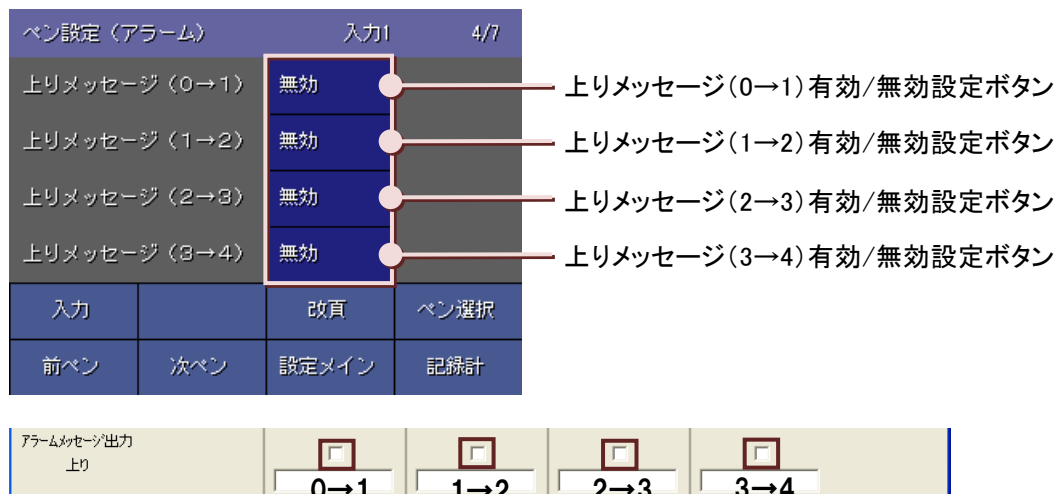 ペン設定（アラーム） 入力1 4/7
上りメッセージ（0→1） 無効 上りメッセージ（0→1）有効/無効設定ボタン
上りメッセージ（1→2） 無効 上りメッセージ（1→2）有効/無効設定ボタン
上りメッセージ（2→3） 無効 上りメッセージ（2→3）有効/無効設定ボタン
上りメッセージ（3→4） 無効 上りメッセージ（3→4）有効/無効設定ボタン
入力 改頁 ペン選択
前ペン 次ペン 設定メイン 記録計
アラームメッセージ出力
上り
0→1 1→2 2→3 3→4